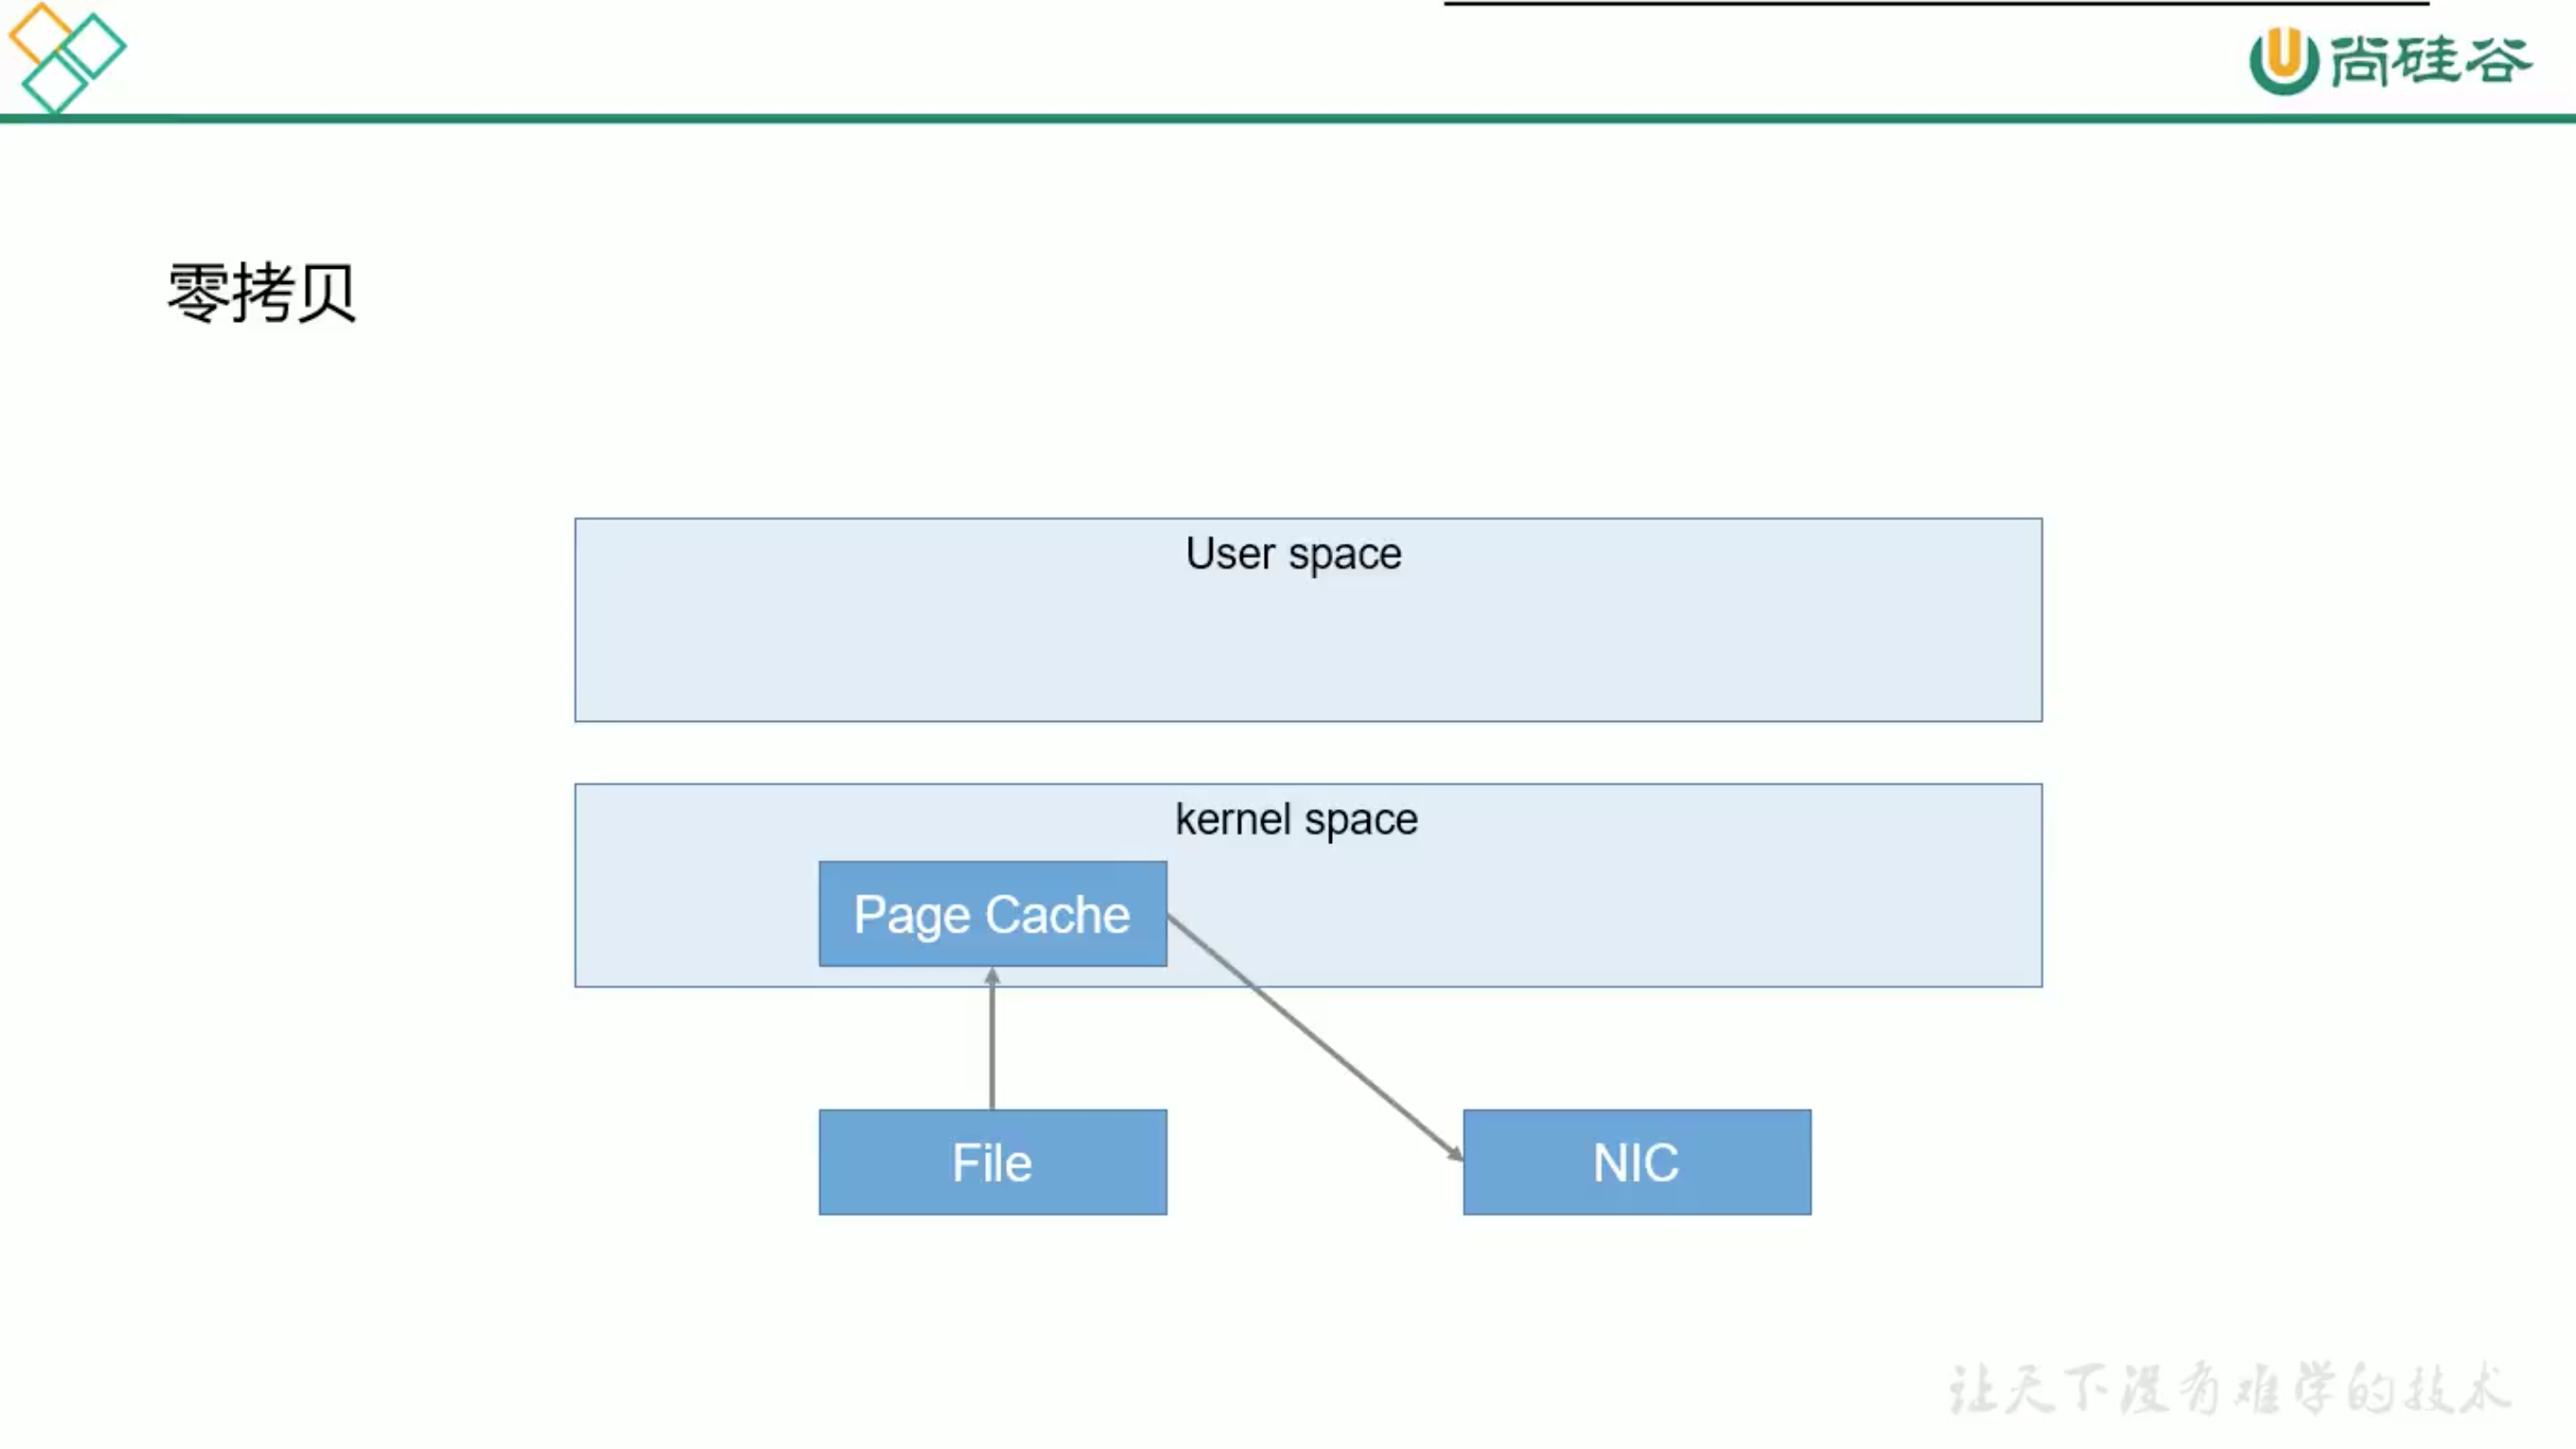 尚硅谷
零拷贝
User space
kernel space
Page Cache
File
NIC
让天下没有难学的技术